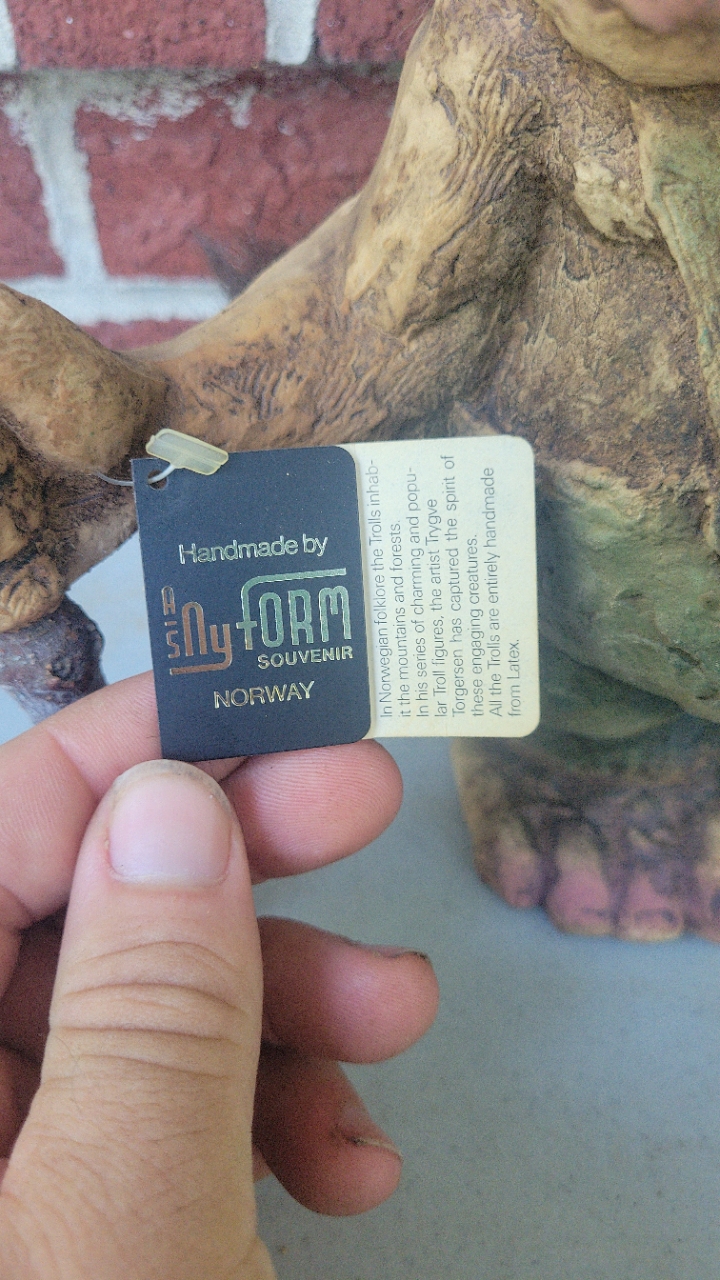 Handmade by
A/S Ny fORM
SOUVENIR
NORWAY
In Norwegian folklore the Trolls inhab-
it the mountains and forests.
In his series of charming and popu-
lar Troll figures, the artist Trygve
Torgersen has captured the spirit of
these engaging creatures.
All the Trolls are entirely handmade
from Latex.